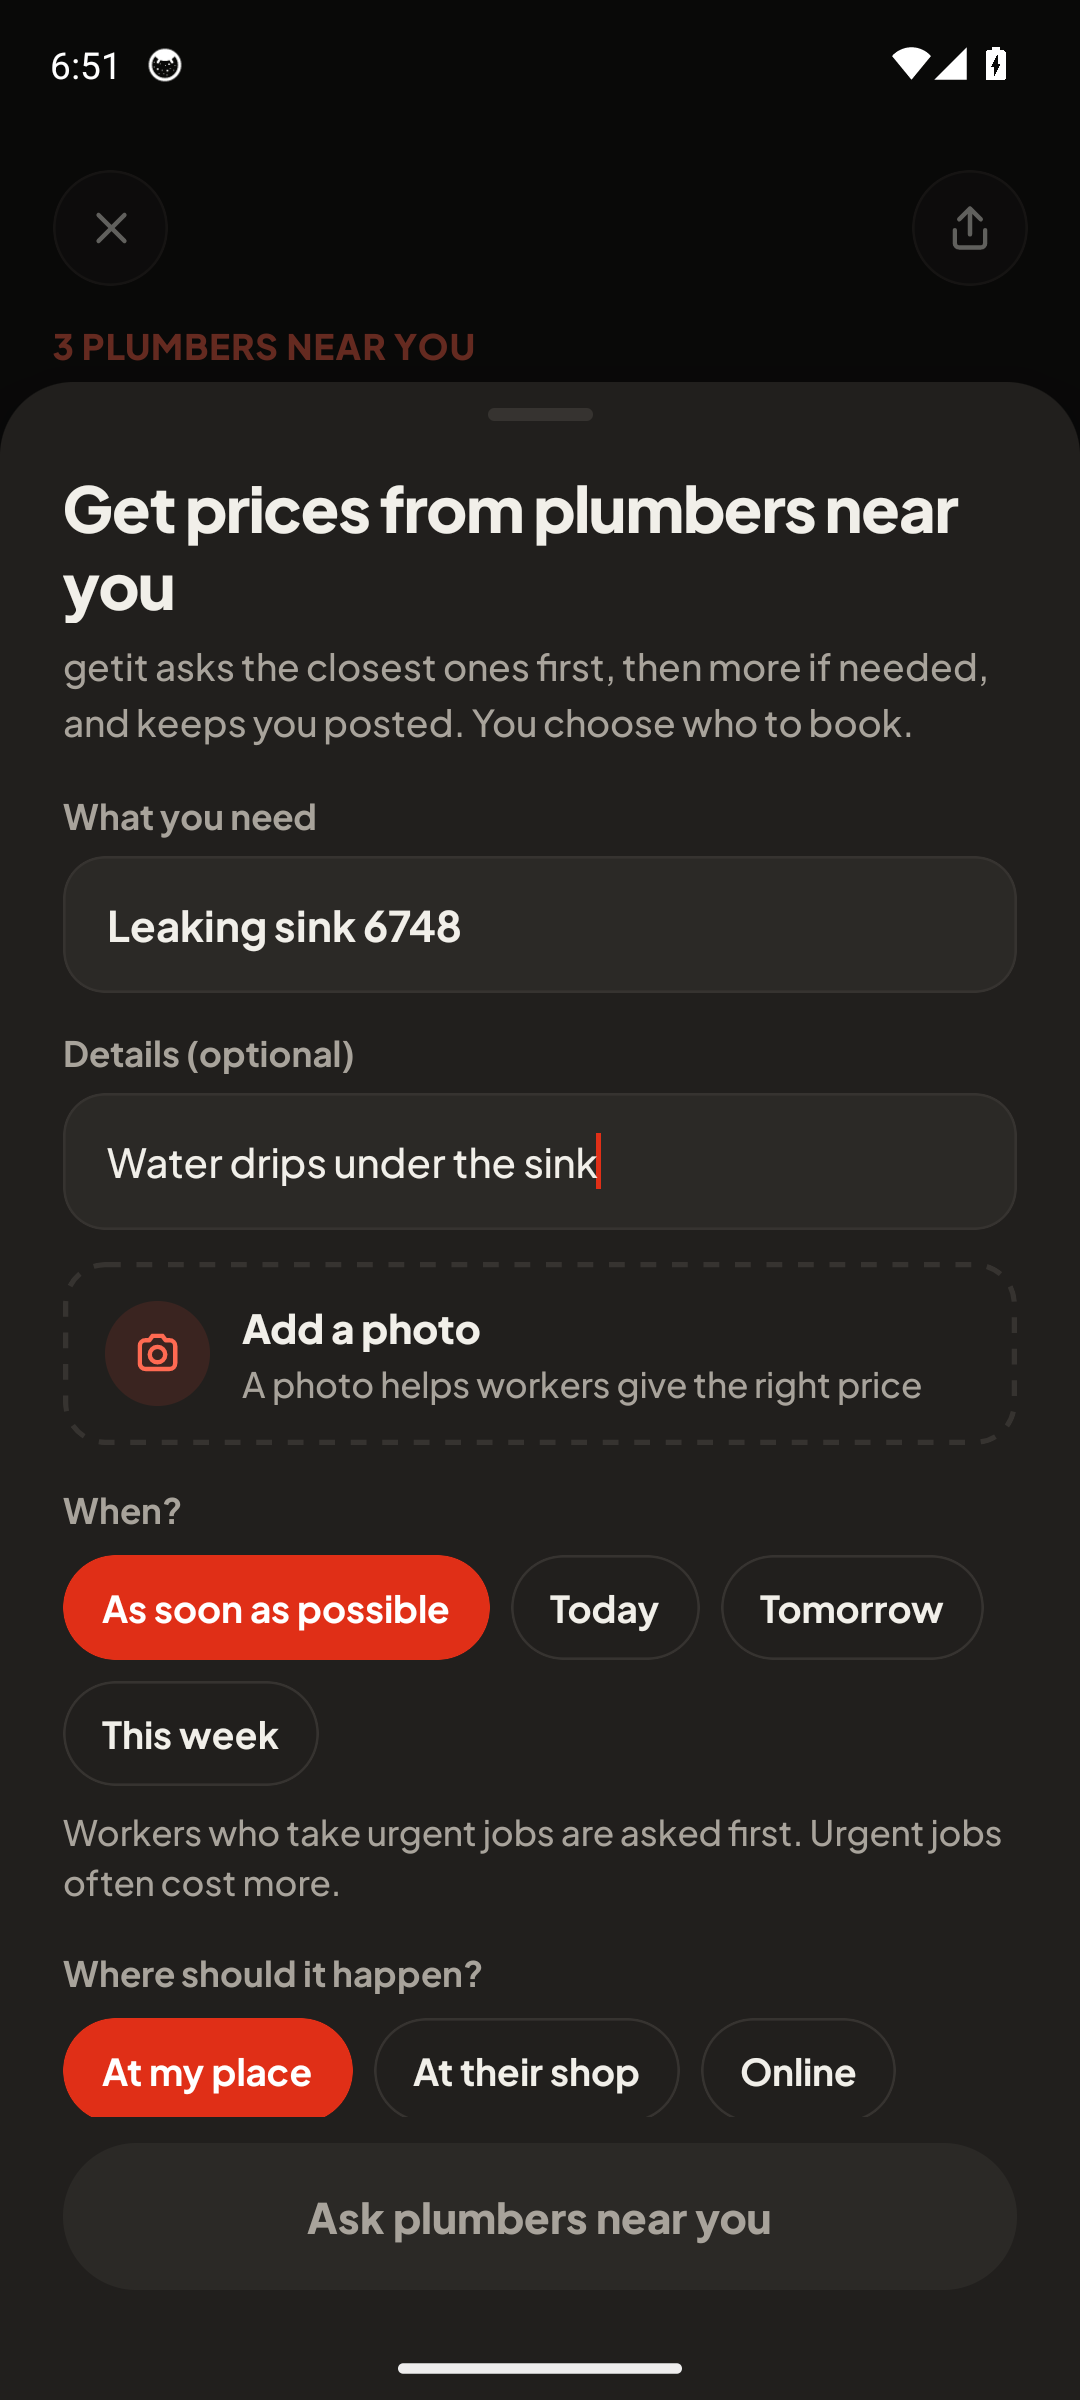 6:51
3 PLUMBERS NEAR YOU
Get prices from plumbers near
you
getit asks the closest ones first, then more if needed,
and keeps you posted. You choose who to book.
What you need
Leaking sink 6748
Details (optional)
Water drips under the sink
Add a photo
A photo helps workers give the right price
When?
As soon as possible
Today
Tomorrow
This week
Workers who take urgent jobs are asked first. Urgent jobs
often cost more.
Where should it happen?
At my place
At their shop
Online
Ask plumbers near you